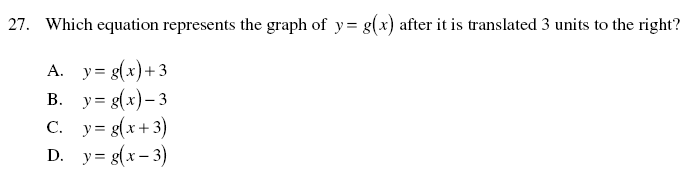 27. Which equation represents the graph of y = g(x) after it is translated 3 units to the right?
A. y = g(x) + 3
B. y = g(x) − 3
C. y = g(x + 3)
D. y = g(x − 3)